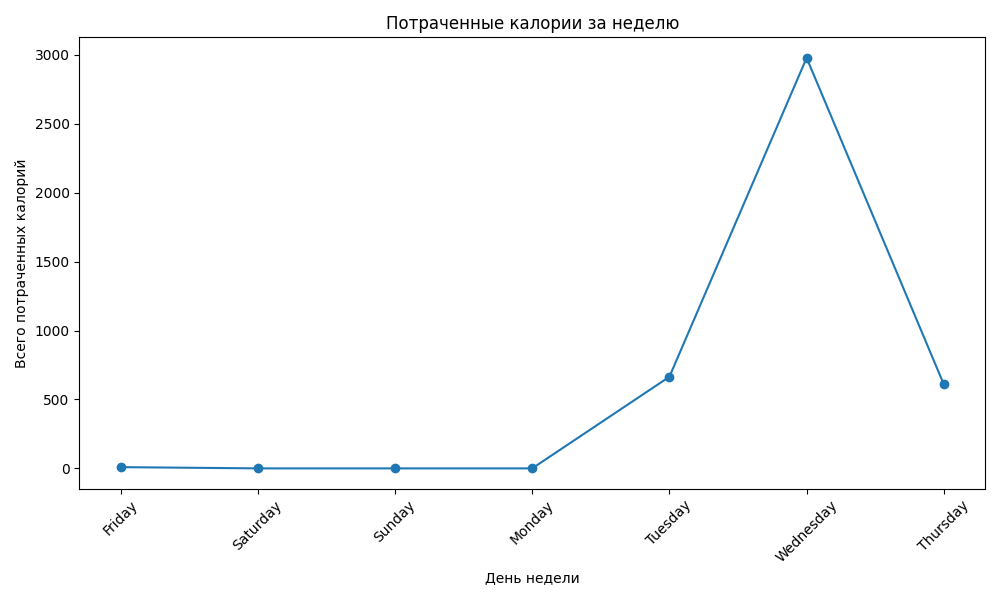 Потраченные калории за неделю
Всего потраченных калорий
3000
2500
2000
1500
1000
500
0
Friday
Saturday
Sunday
Monday
Tuesday
Wednesday
Thursday
День недели